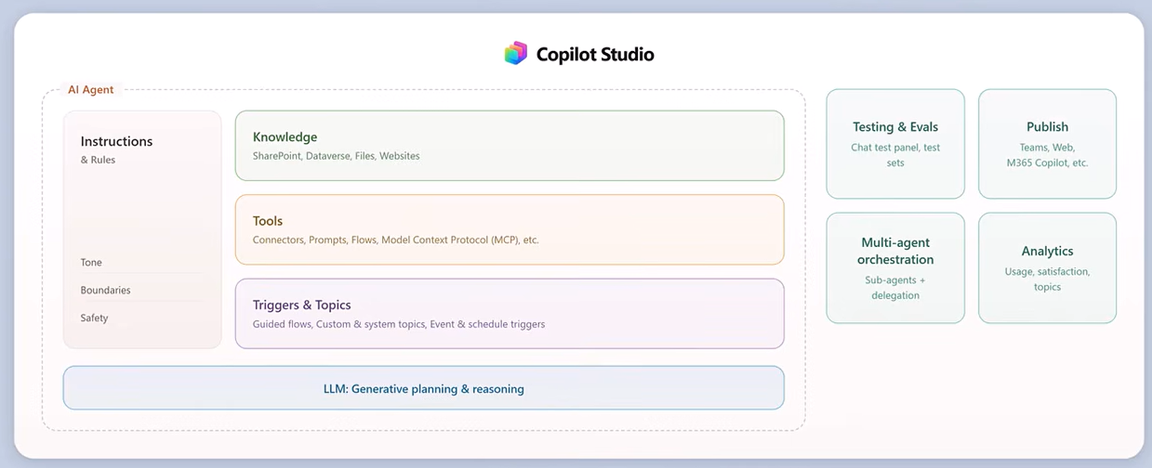 Copilot Studio
AI Agent
Instructions
& Rules
Tone
Boundaries
Safety
Knowledge
SharePoint, Dataverse, Files, Websites
Tools
Connectors, Prompts, Flows, Model Context Protocol (MCP), etc.
Triggers & Topics
Guided flows, Custom & system topics, Event & schedule triggers
LLM: Generative planning & reasoning
Testing & Evals
Chat test panel, test
sets
Publish
Teams, Web,
M365 Copilot, etc.
Multi-agent
orchestration
Sub-agents +
delegation
Analytics
Usage, satisfaction,
topics